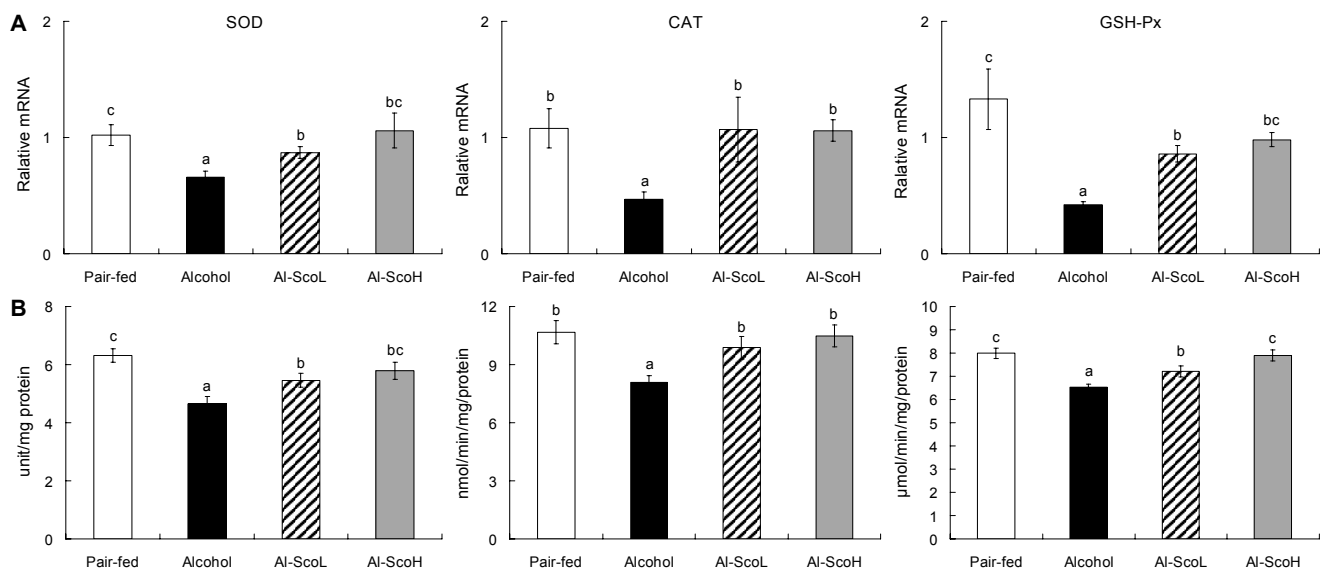 A
SOD
Ralative mRNA
2
1
0
c
a
b
bc
Pair-fed Alcohol Al-ScoL Al-ScoH
CAT
Ralative mRNA
2
1
0
b
a
b
b
Pair-fed Alcohol Al-ScoL Al-ScoH
GSH-Px
Ralative mRNA
2
1
0
c
a
b
bc
Pair-fed Alcohol Al-ScoL Al-ScoH
B
unit/mg protein
8
6
4
2
0
c
a
b
bc
Pair-fed Alcohol Al-ScoL Al-ScoH
nmol/min/mg/protein
12
9
6
3
0
b
a
b
b
Pair-fed Alcohol Al-ScoL Al-ScoH
µmol/min/mg/protein
10
9
8
7
6
5
4
3
2
1
0
c
a
b
c
Pair-fed Alcohol Al-ScoL Al-ScoH